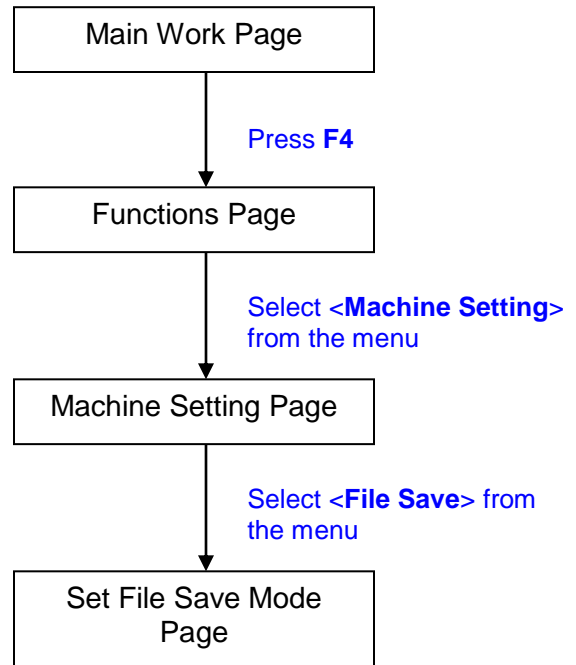 Main Work Page
Press F4
Functions Page
Select <Machine Setting>
from the menu
Machine Setting Page
Select <File Save> from
the menu
Set File Save Mode
Page